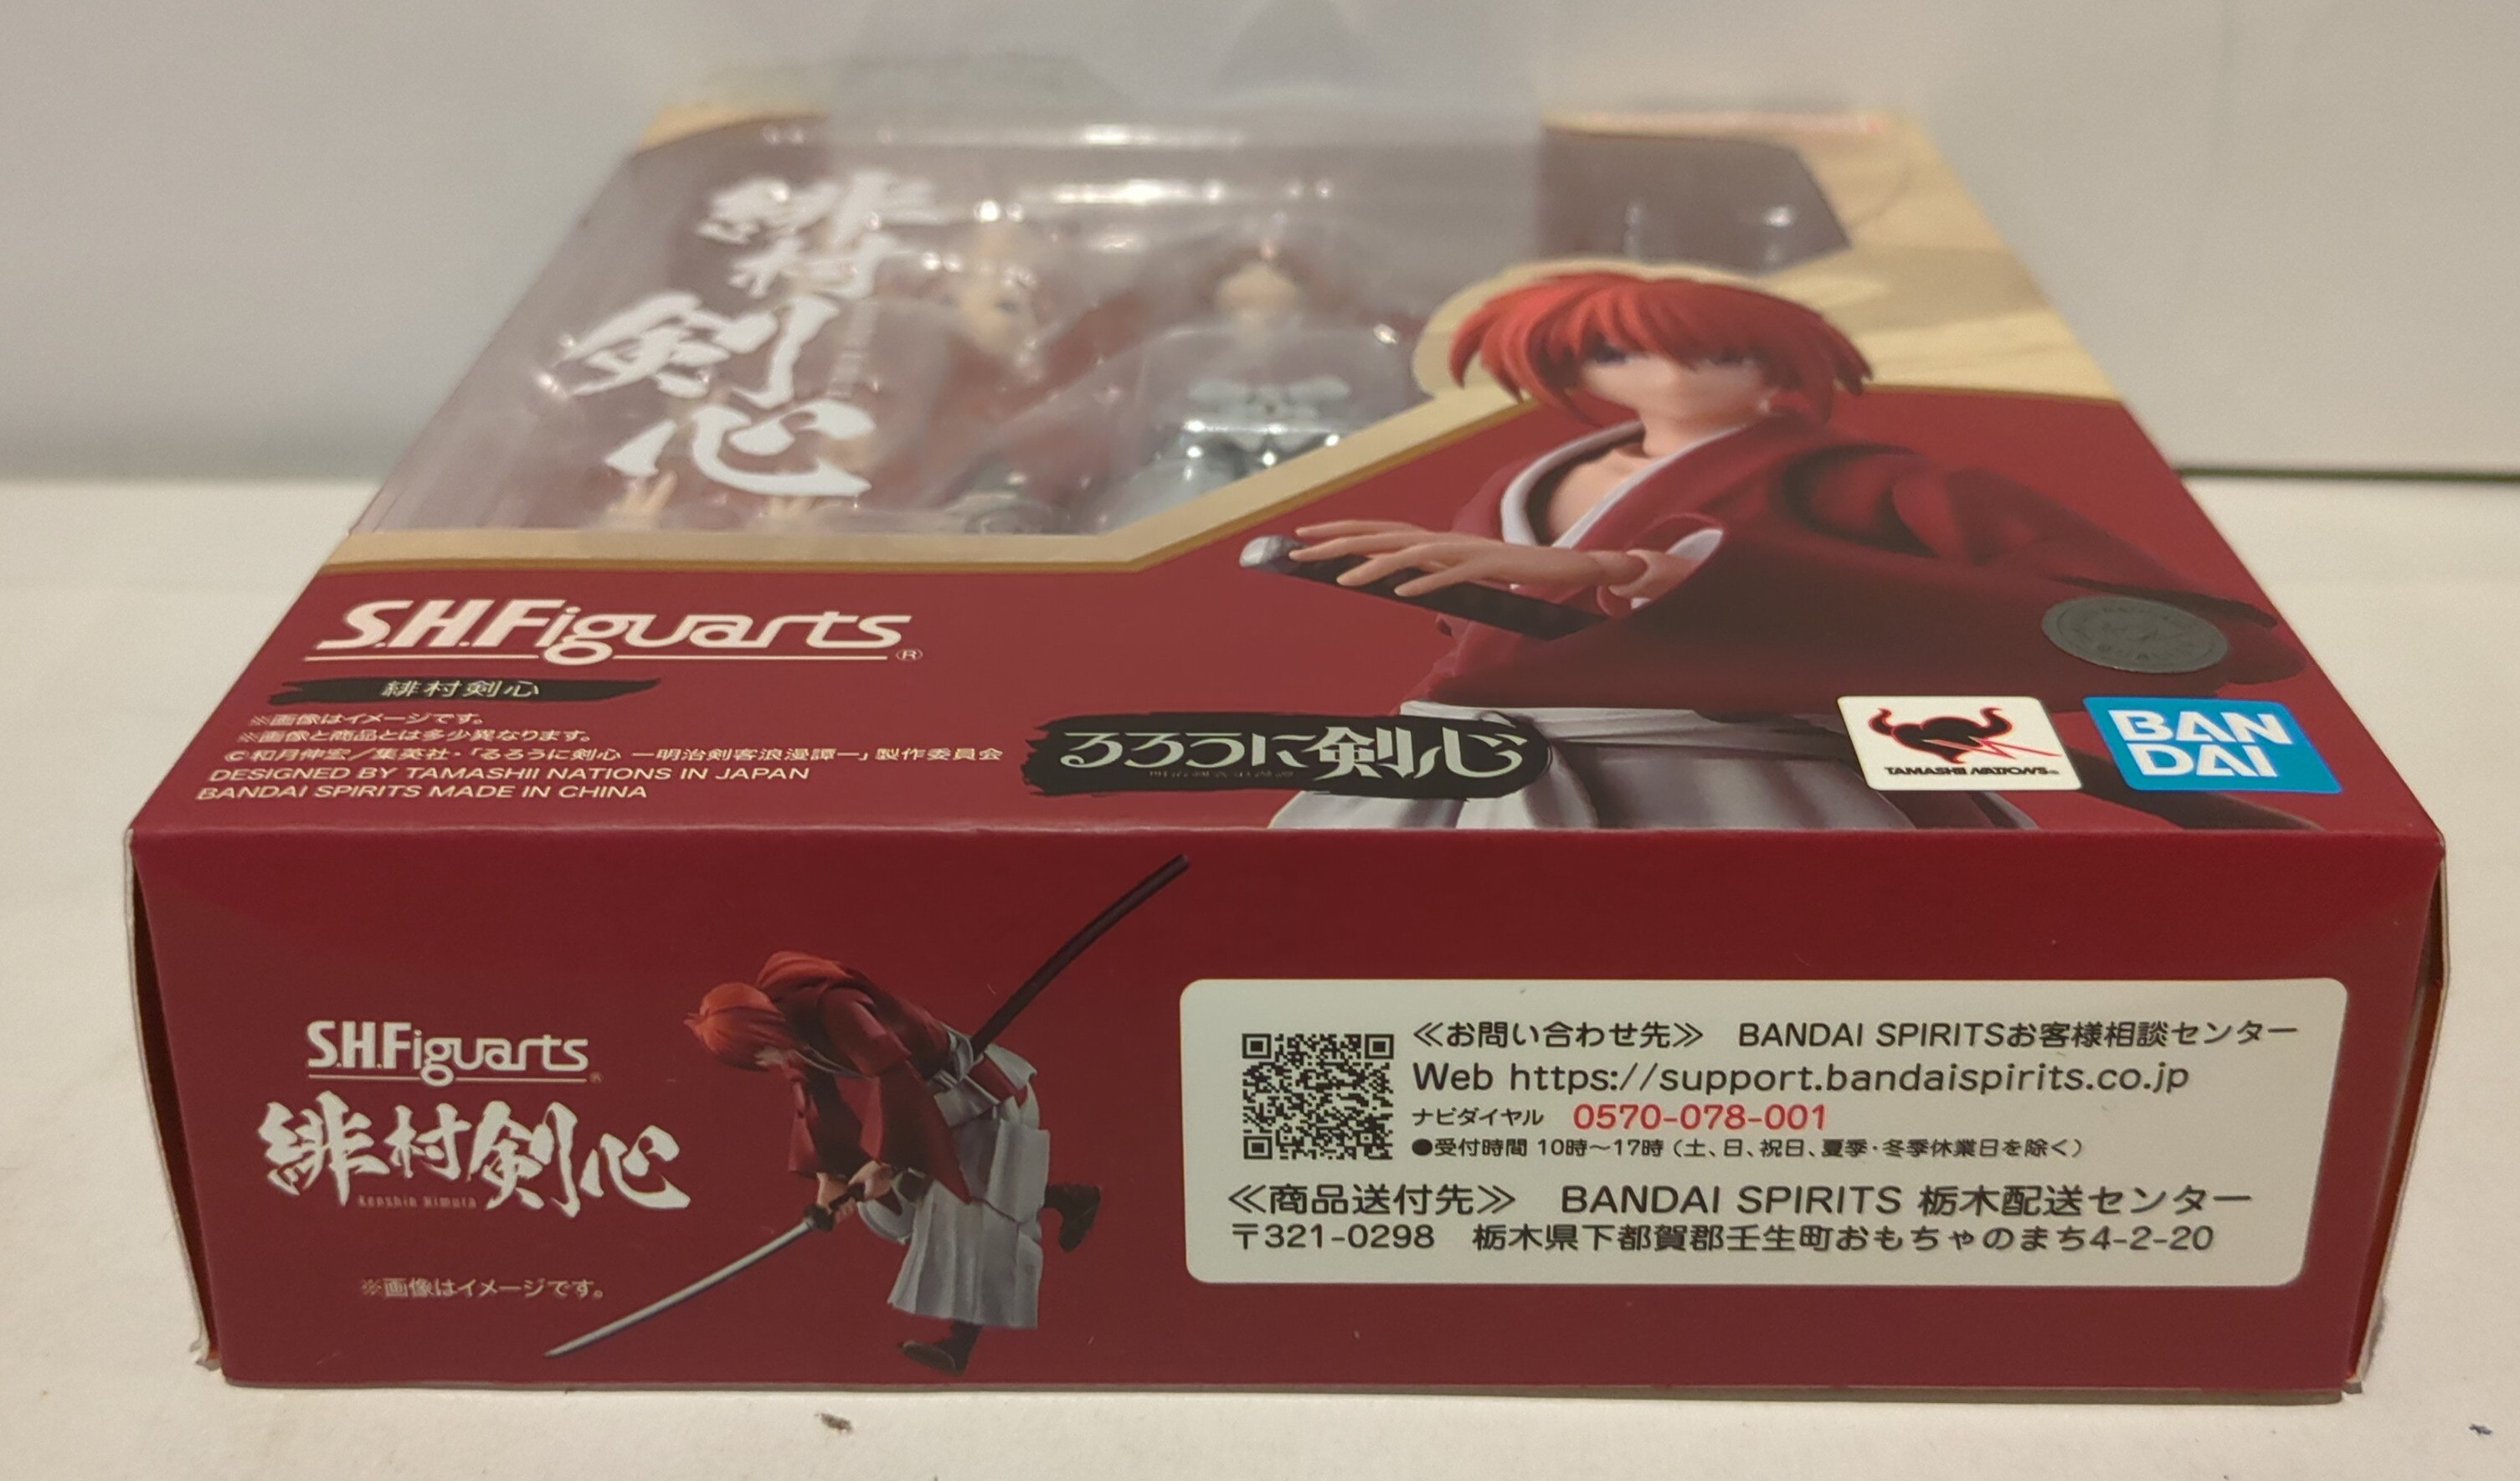 緋村
剣
心
S.H.Figuarts®
緋村剣心
※画像はイメージです。
※画像と商品とは多少異なります。
©和月伸宏／集英社・「るろうに剣心 ー明治剣客浪漫譚ー」製作委員会
DESIGNED BY TAMASHII NATIONS IN JAPAN
BANDAI SPIRITS MADE IN CHINA
るろうに剣心
TAMASHII NATIONS
BAN
DAI
S.H.Figuarts®
緋村剣心
Kenshin Himura
※画像はイメージです。
≪お問い合わせ先≫ BANDAI SPIRITSお客様相談センター
Web https://support.bandaispirits.co.jp
ナビダイヤル 0570-078-001
●受付時間 10時〜17時（土、日、祝日、夏季・冬季休業日を除く）
≪商品送付先≫ BANDAI SPIRITS 栃木配送センター
〒321-0298 栃木県下都賀郡壬生町おもちゃのまち4-2-20